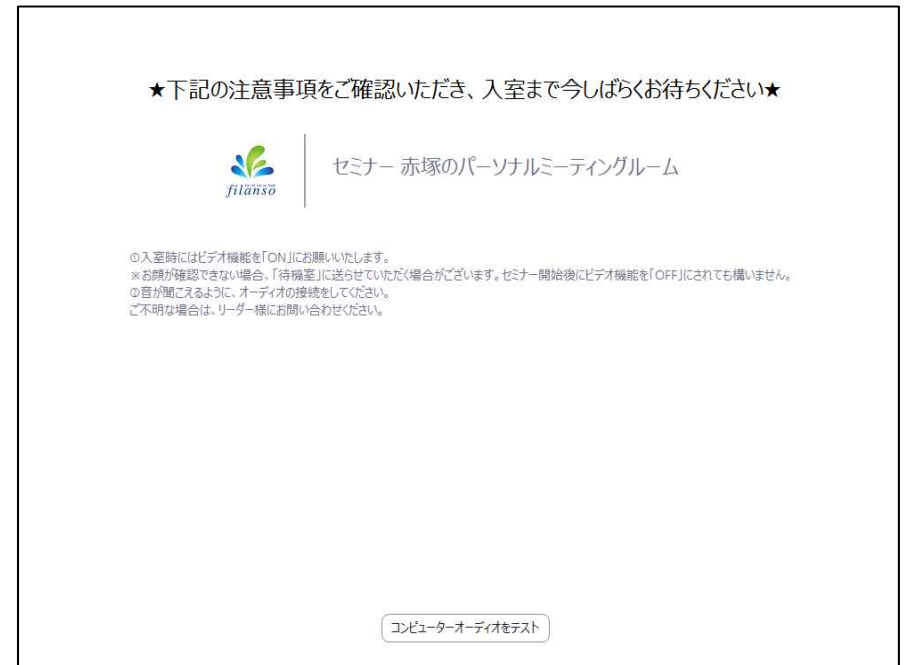 ★下記の注意事項をご確認いただき、入室まで今しばらくお待ちください★
filanso
セミナー 赤塚のパーソナルミーティングルーム
①入室時にはビデオ機能を「ON」にお願いいたします。
※お顔が確認できない場合、「待機室」に送らせていただく場合がございます。セミナー開始後にビデオ機能を「OFF」にされても構いません。
②音が聞こえるように、オーディオの接続をしてください。
ご不明な場合は、リーダー様にお問い合わせください。
コンピューターオーディオをテスト